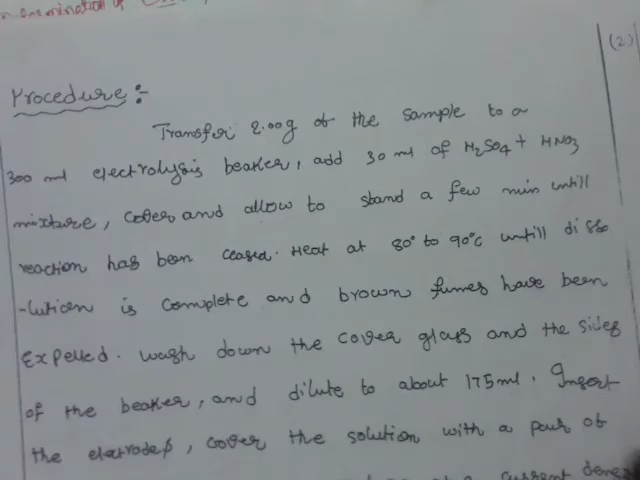 (2)
Procedure :-
Transfer 2.00g of the sample to a
300 ml electrolysis beaker, add 30 ml of H2SO4 + HNO3
mixture, cover and allow to stand a few min untill
reaction has been ceased. Heat at 80° to 90°c untill disso
-lution is complete and brown fumes have been
Expelled. wash down the cover glass and the sides
of the beaker, and dilute to about 175 ml. Insert
the electrodes, cover the solution with a pair of
current dens